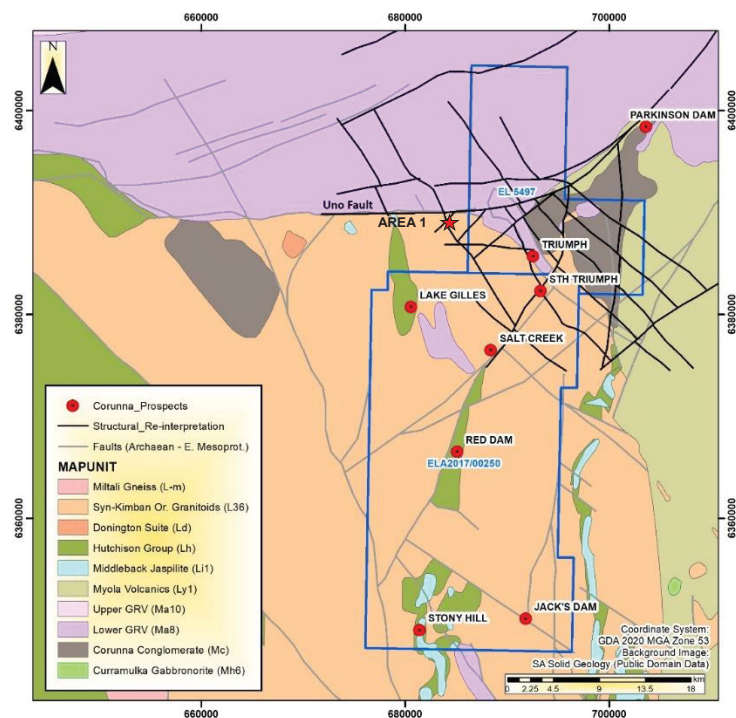 660000 680000 700000
N
6400000
6400000
PARKINSON DAM
EL 5497
Uno Fault
AREA 1
TRIUMPH
STH TRIUMPH
LAKE GILLES
6380000
6380000
SALT CREEK
RED DAM
ELA2017/00250
6360000
6360000
STONY HILL
JACK'S DAM
Corunna_Prospects
Structural_Re-interpretation
Faults (Archaean - E. Mesoprot.)
MAPUNIT
Miltali Gneiss (L-m)
Syn-Kimban Or. Granitoids (L36)
Donington Suite (Ld)
Hutchison Group (Lh)
Middleback Jaspilite (Li1)
Myola Volcanics (Ly1)
Upper GRV (Ma10)
Lower GRV (Ma8)
Corunna Conglomerate (Mc)
Curramulka Gabbronorite (Mh6)
Coordinate System:
GDA 2020 MGA Zone 53
Background Image:
SA Solid Geology (Public Domain Data)
km
0 2.25 4.5 9 13.5 18
660000 680000 700000